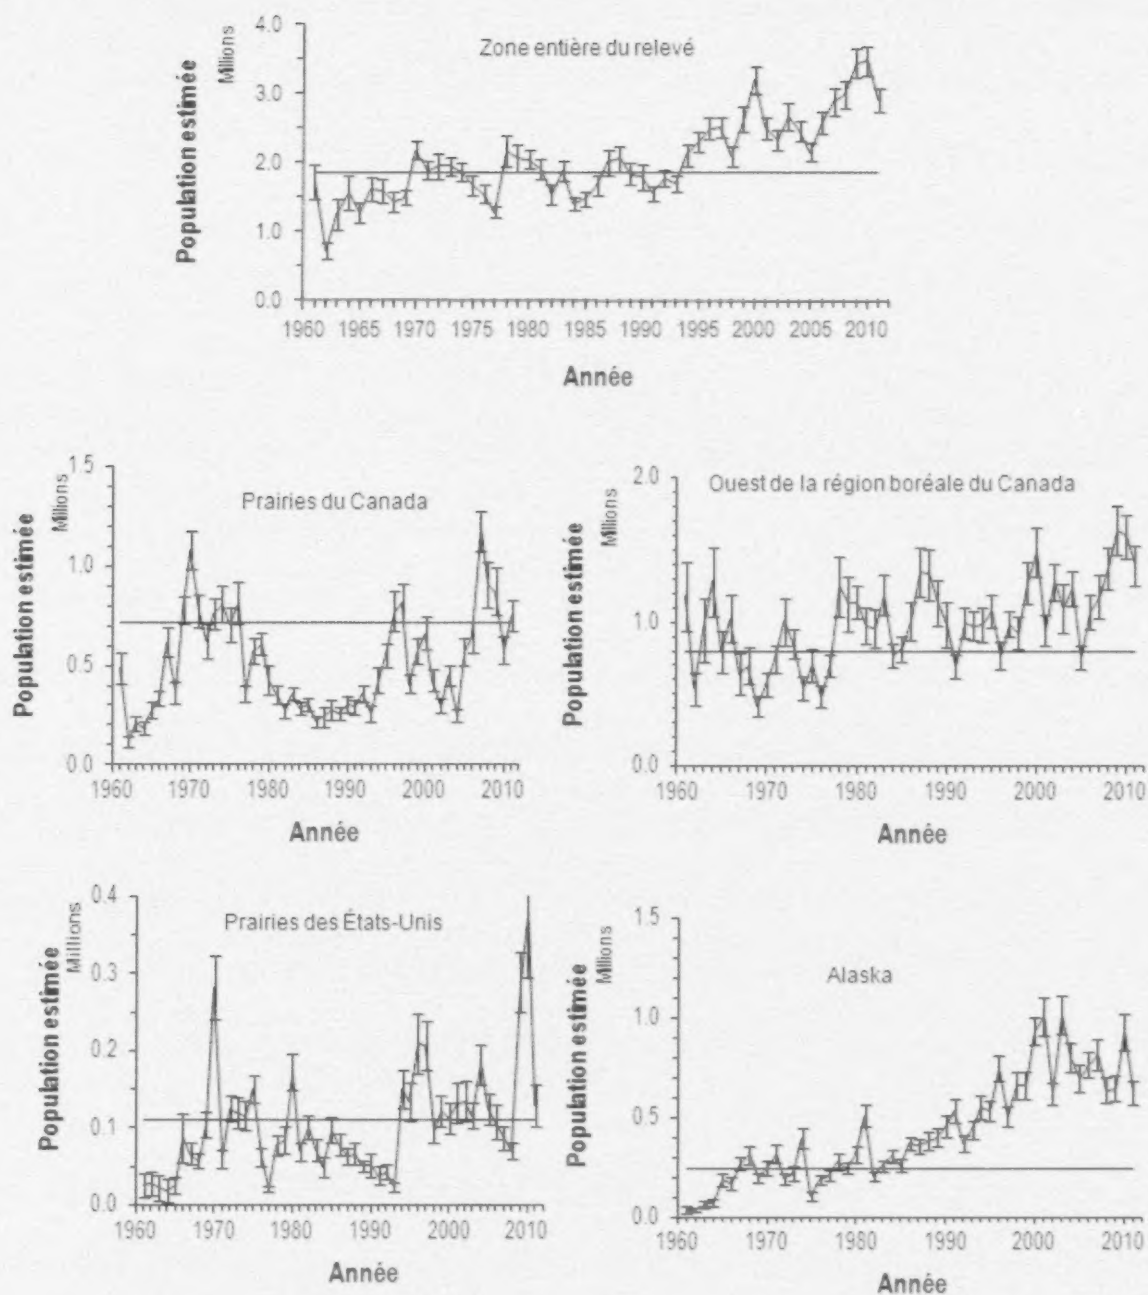 Zone entière du relevé
Population estimée
Millions
4.0
3.0
2.0
1.0
0.0
1960 1965 1970 1975 1980 1985 1990 1995 2000 2005 2010
Année
Prairies du Canada
Population estimée
Millions
1.5
1.0
0.5
0.0
1960 1970 1980 1990 2000 2010
Année
Ouest de la région boréale du Canada
Population estimée
Millions
2.0
1.0
0.0
1960 1970 1980 1990 2000 2010
Année
Prairies des États-Unis
Population estimée
Millions
0.4
0.3
0.2
0.1
0.0
1960 1970 1980 1990 2000 2010
Année
Alaska
Population estimée
Millions
1.5
1.0
0.5
0.0
1960 1970 1980 1990 2000 2010
Année